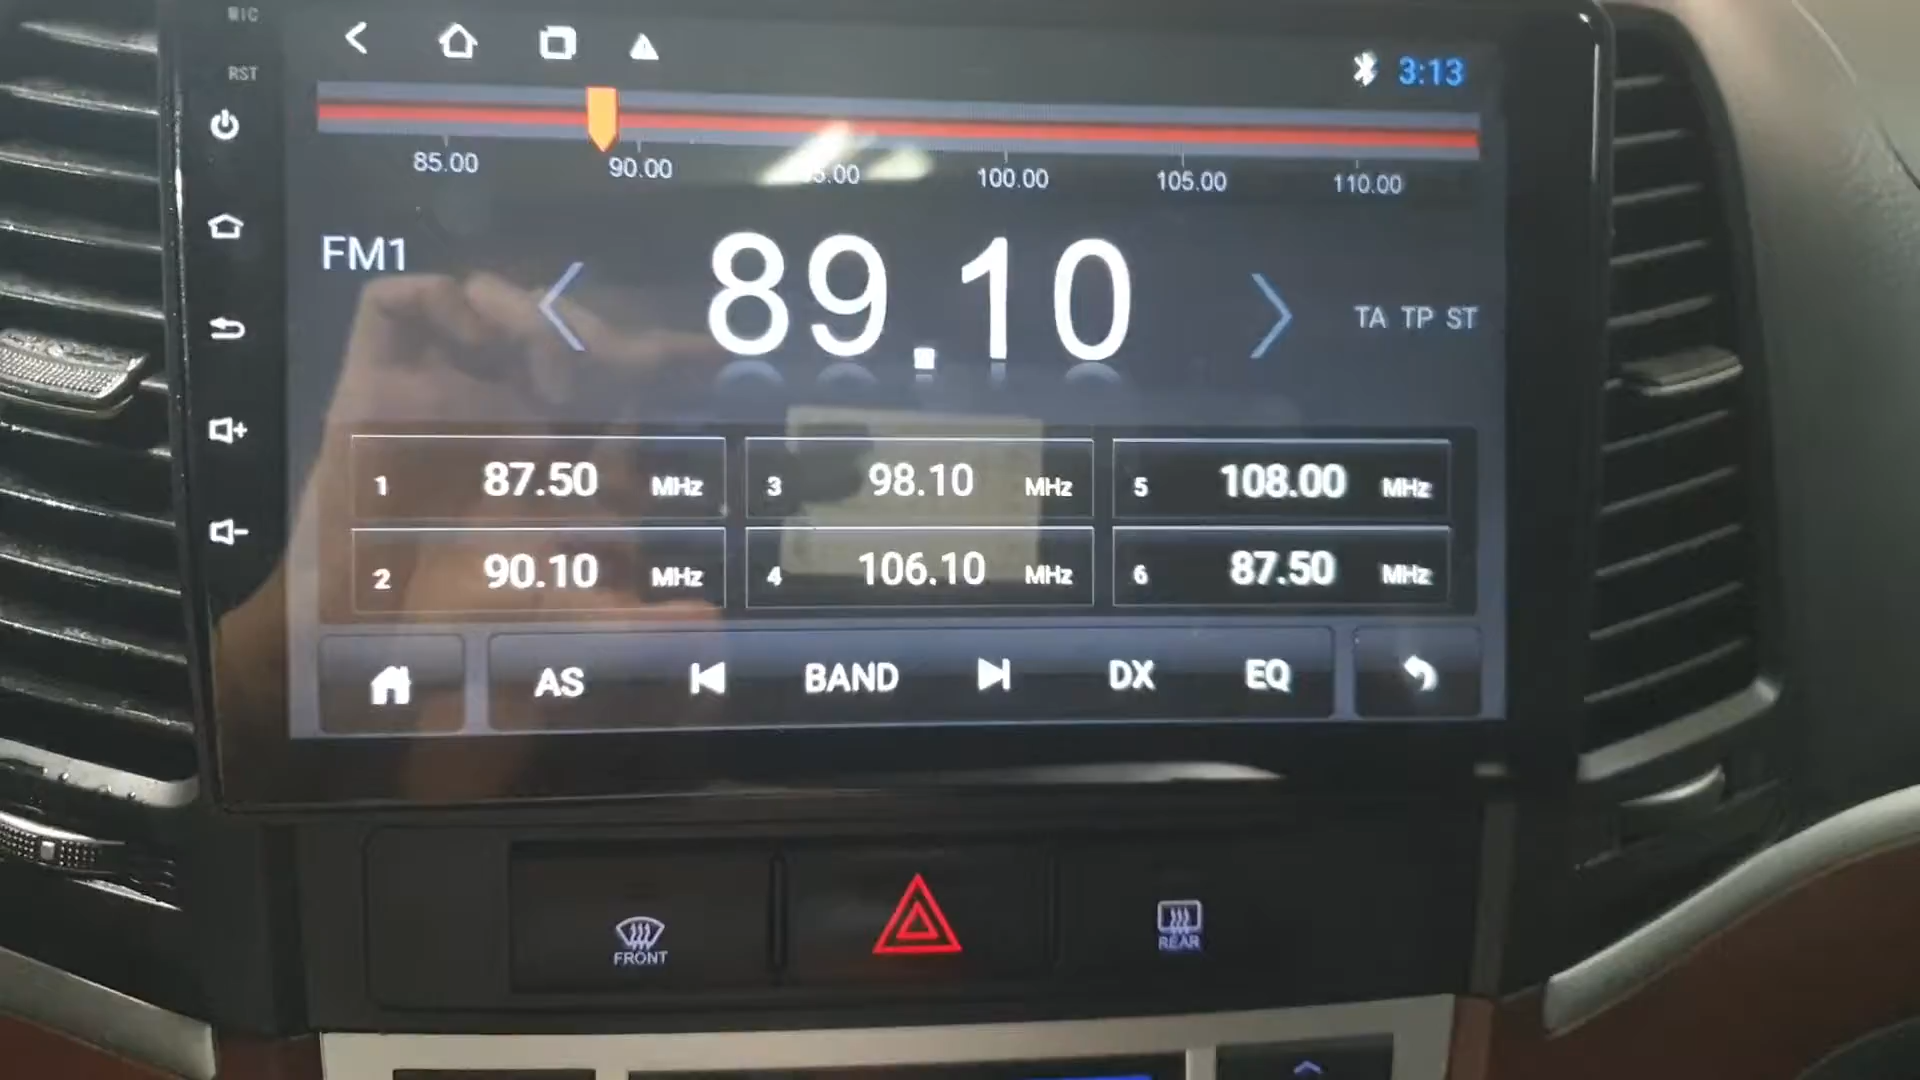 MIC
RST
3:13
85.00 90.00 100.00 105.00 110.00
FM1
89.10
TA TP ST
1 87.50 MHz
3 98.10 MHz
5 108.00 MHz
2 90.10 MHz
4 106.10 MHz
6 87.50 MHz
AS BAND DX EQ
FRONT
REAR